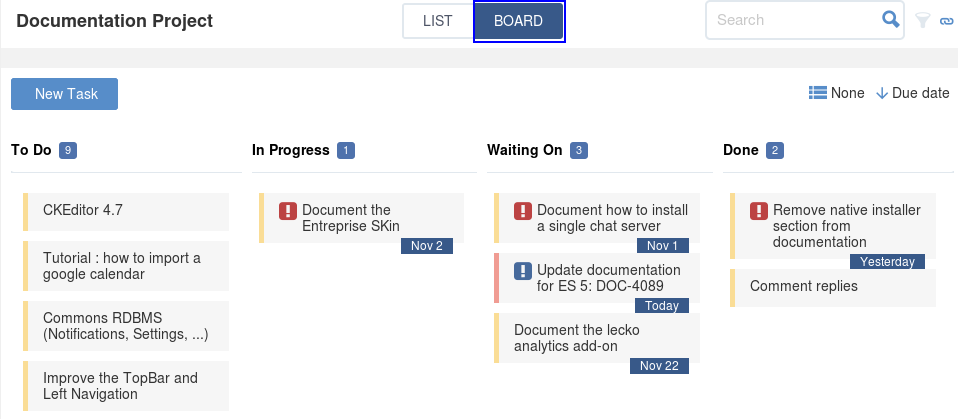 Documentation Project
LIST
BOARD
Search
New Task
None
Due date
To Do 9
CKEditor 4.7
Tutorial : how to import a
google calendar
Commons RDBMS
(Notifications, Settings, ...)
Improve the TopBar and
Left Navigation
In Progress 1
Document the
Entreprise SKin
Nov 2
Waiting On 3
Document how to install
a single chat server
Nov 1
Update documentation
for ES 5: DOC-4089
Today
Document the lecko
analytics add-on
Nov 22
Done 2
Remove native installer
section from
documentation
Yesterday
Comment replies